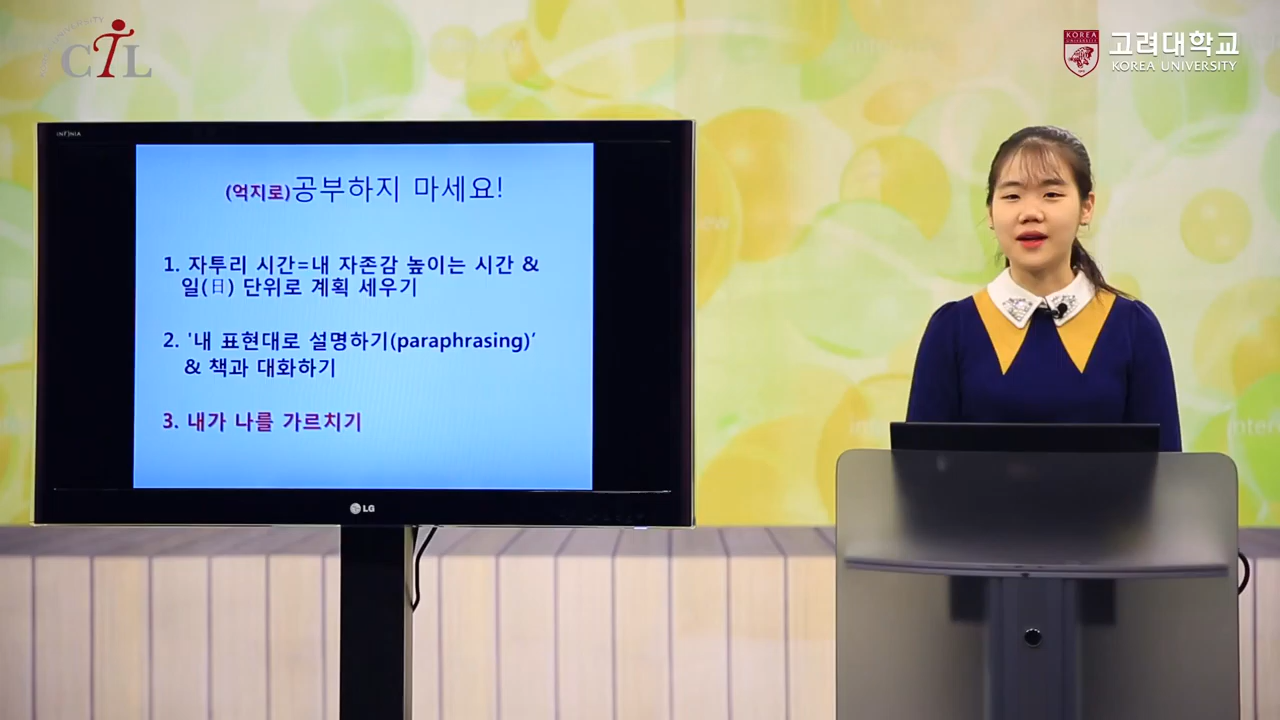 UNIVERSITY
CTL
KOREA
고려대학교
KOREA UNIVERSITY
INFINIA
(억지로)공부하지 마세요!
1. 자투리 시간=내 자존감 높이는 시간 &
일(日) 단위로 계획 세우기
2. '내 표현대로 설명하기(paraphrasing)’
& 책과 대화하기
3. 내가 나를 가르치기
LG